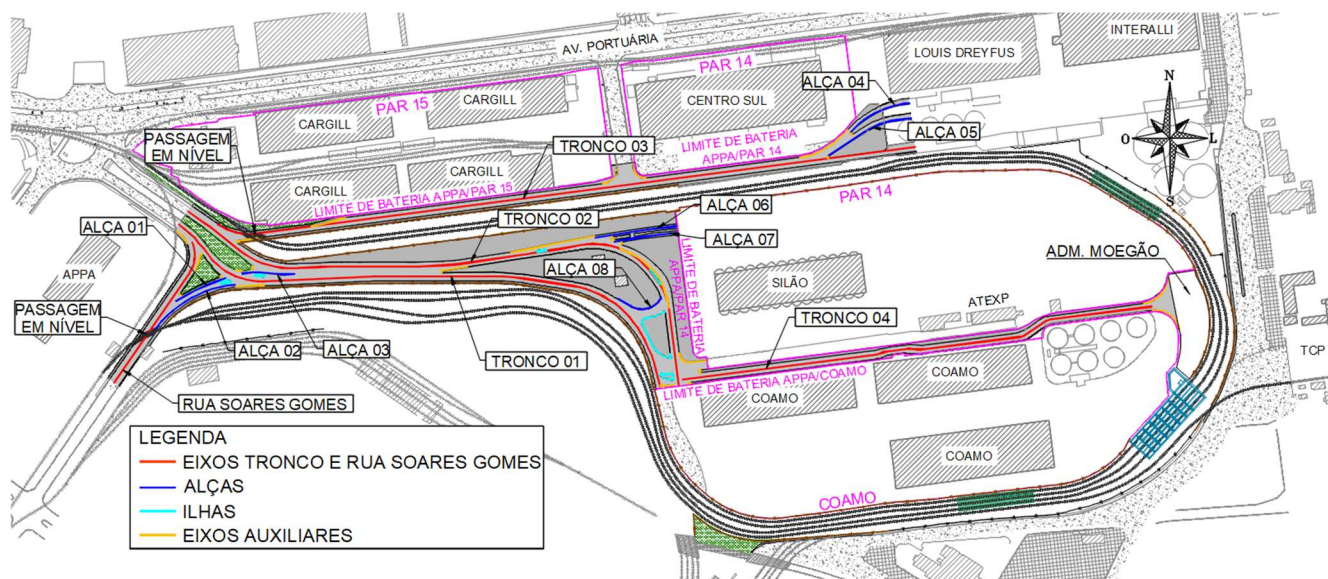 INTERALLI
AV. PORTUÁRIA
LOUIS DREYFUS
PAR 14
ALÇA 04
N
CARGILL
CENTRO SUL
PAR 15
CARGILL
ALÇA 05
PASSAGEM
EM NÍVEL
TRONCO 03
LIMITE DE BATERIA
APPA/PAR 14
O
L
CARGILL
CARGILL
LIMITE DE BATERIA APPA/PAR 15
PAR 14
S
ALÇA 06
ALÇA 01
TRONCO 02
ALÇA 07
ADM. MOEGÃO
APPA
ALÇA 08
LIMITE DE BATERIA
APPA/PAR 14
SILÃO
PASSAGEM
EM NÍVEL
ATEXP
TRONCO 04
ALÇA 02
ALÇA 03
TRONCO 01
TCP
LIMITE DE BATERIA APPA/COAMO
COAMO
COAMO
RUA SOARES GOMES
COAMO
COAMO
LEGENDA
EIXOS TRONCO E RUA SOARES GOMES
ALÇAS
ILHAS
EIXOS AUXILIARES